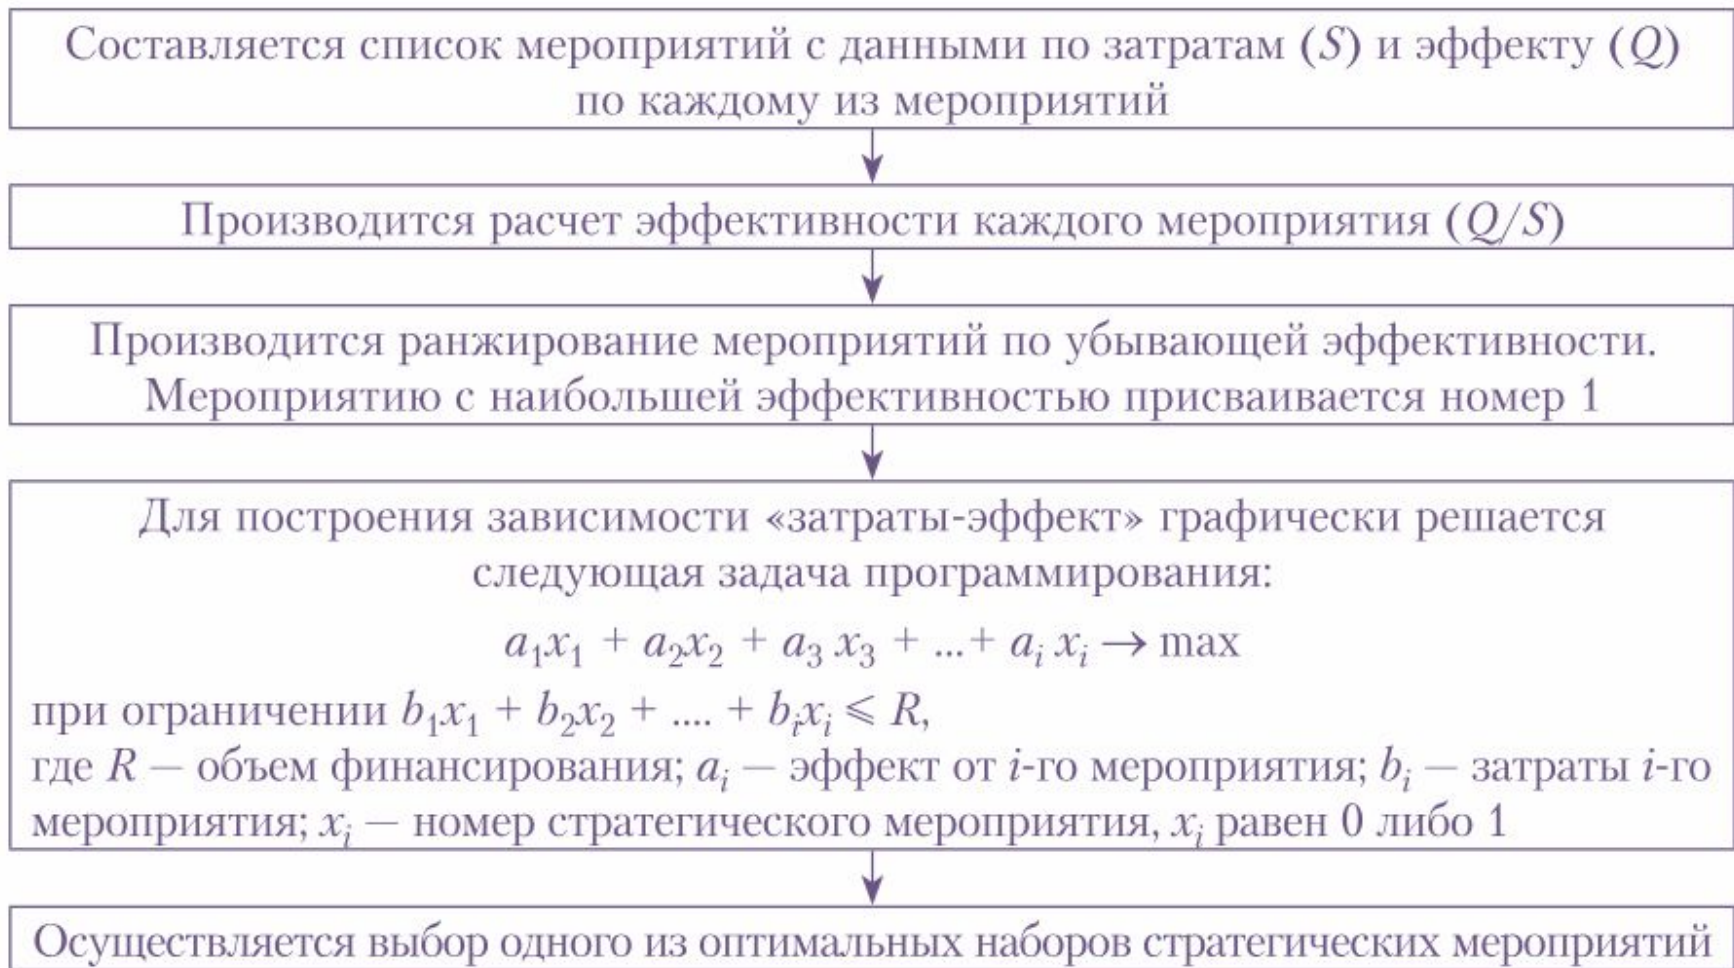 Составляется список мероприятий с данными по затратам (S) и эффекту (Q)
по каждому из мероприятий
Производится расчет эффективности каждого мероприятия (Q/S)
Производится ранжирование мероприятий по убывающей эффективности.
Мероприятию с наибольшей эффективностью присваивается номер 1
Для построения зависимости «затраты-эффект» графически решается
следующая задача программирования:
a₁x₁ + a₂x₂ + a₃ x₃ + ...+ aᵢ xᵢ → max
при ограничении b₁x₁ + b₂x₂ + .... + bᵢxᵢ ⩽ R,
где R — объем финансирования; aᵢ — эффект от i-го мероприятия; bᵢ — затраты i-го
мероприятия; xᵢ — номер стратегического мероприятия, xᵢ равен 0 либо 1
Осуществляется выбор одного из оптимальных наборов стратегических мероприятий